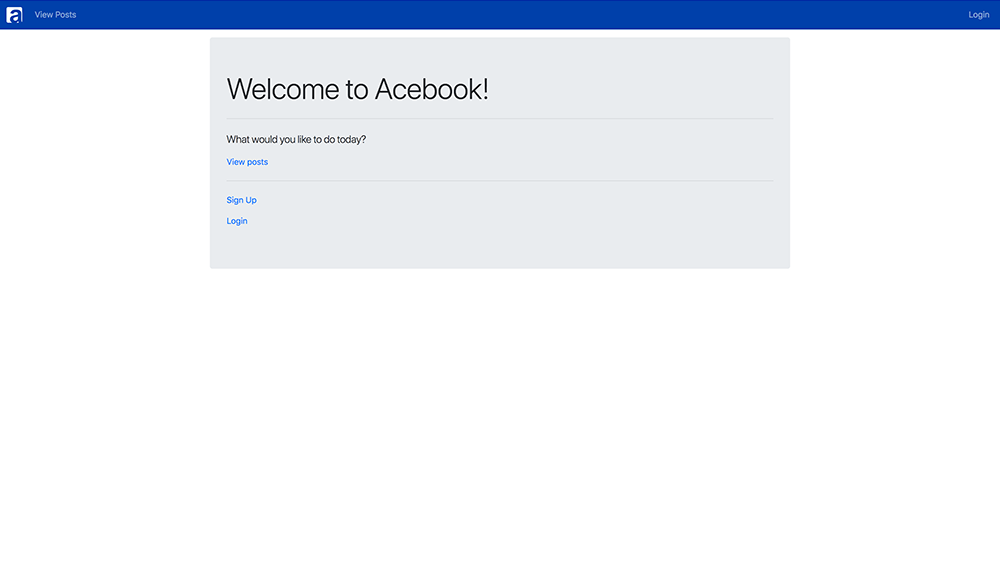 a View Posts Login
Welcome to Acebook!
What would you like to do today?
View posts
Sign Up
Login